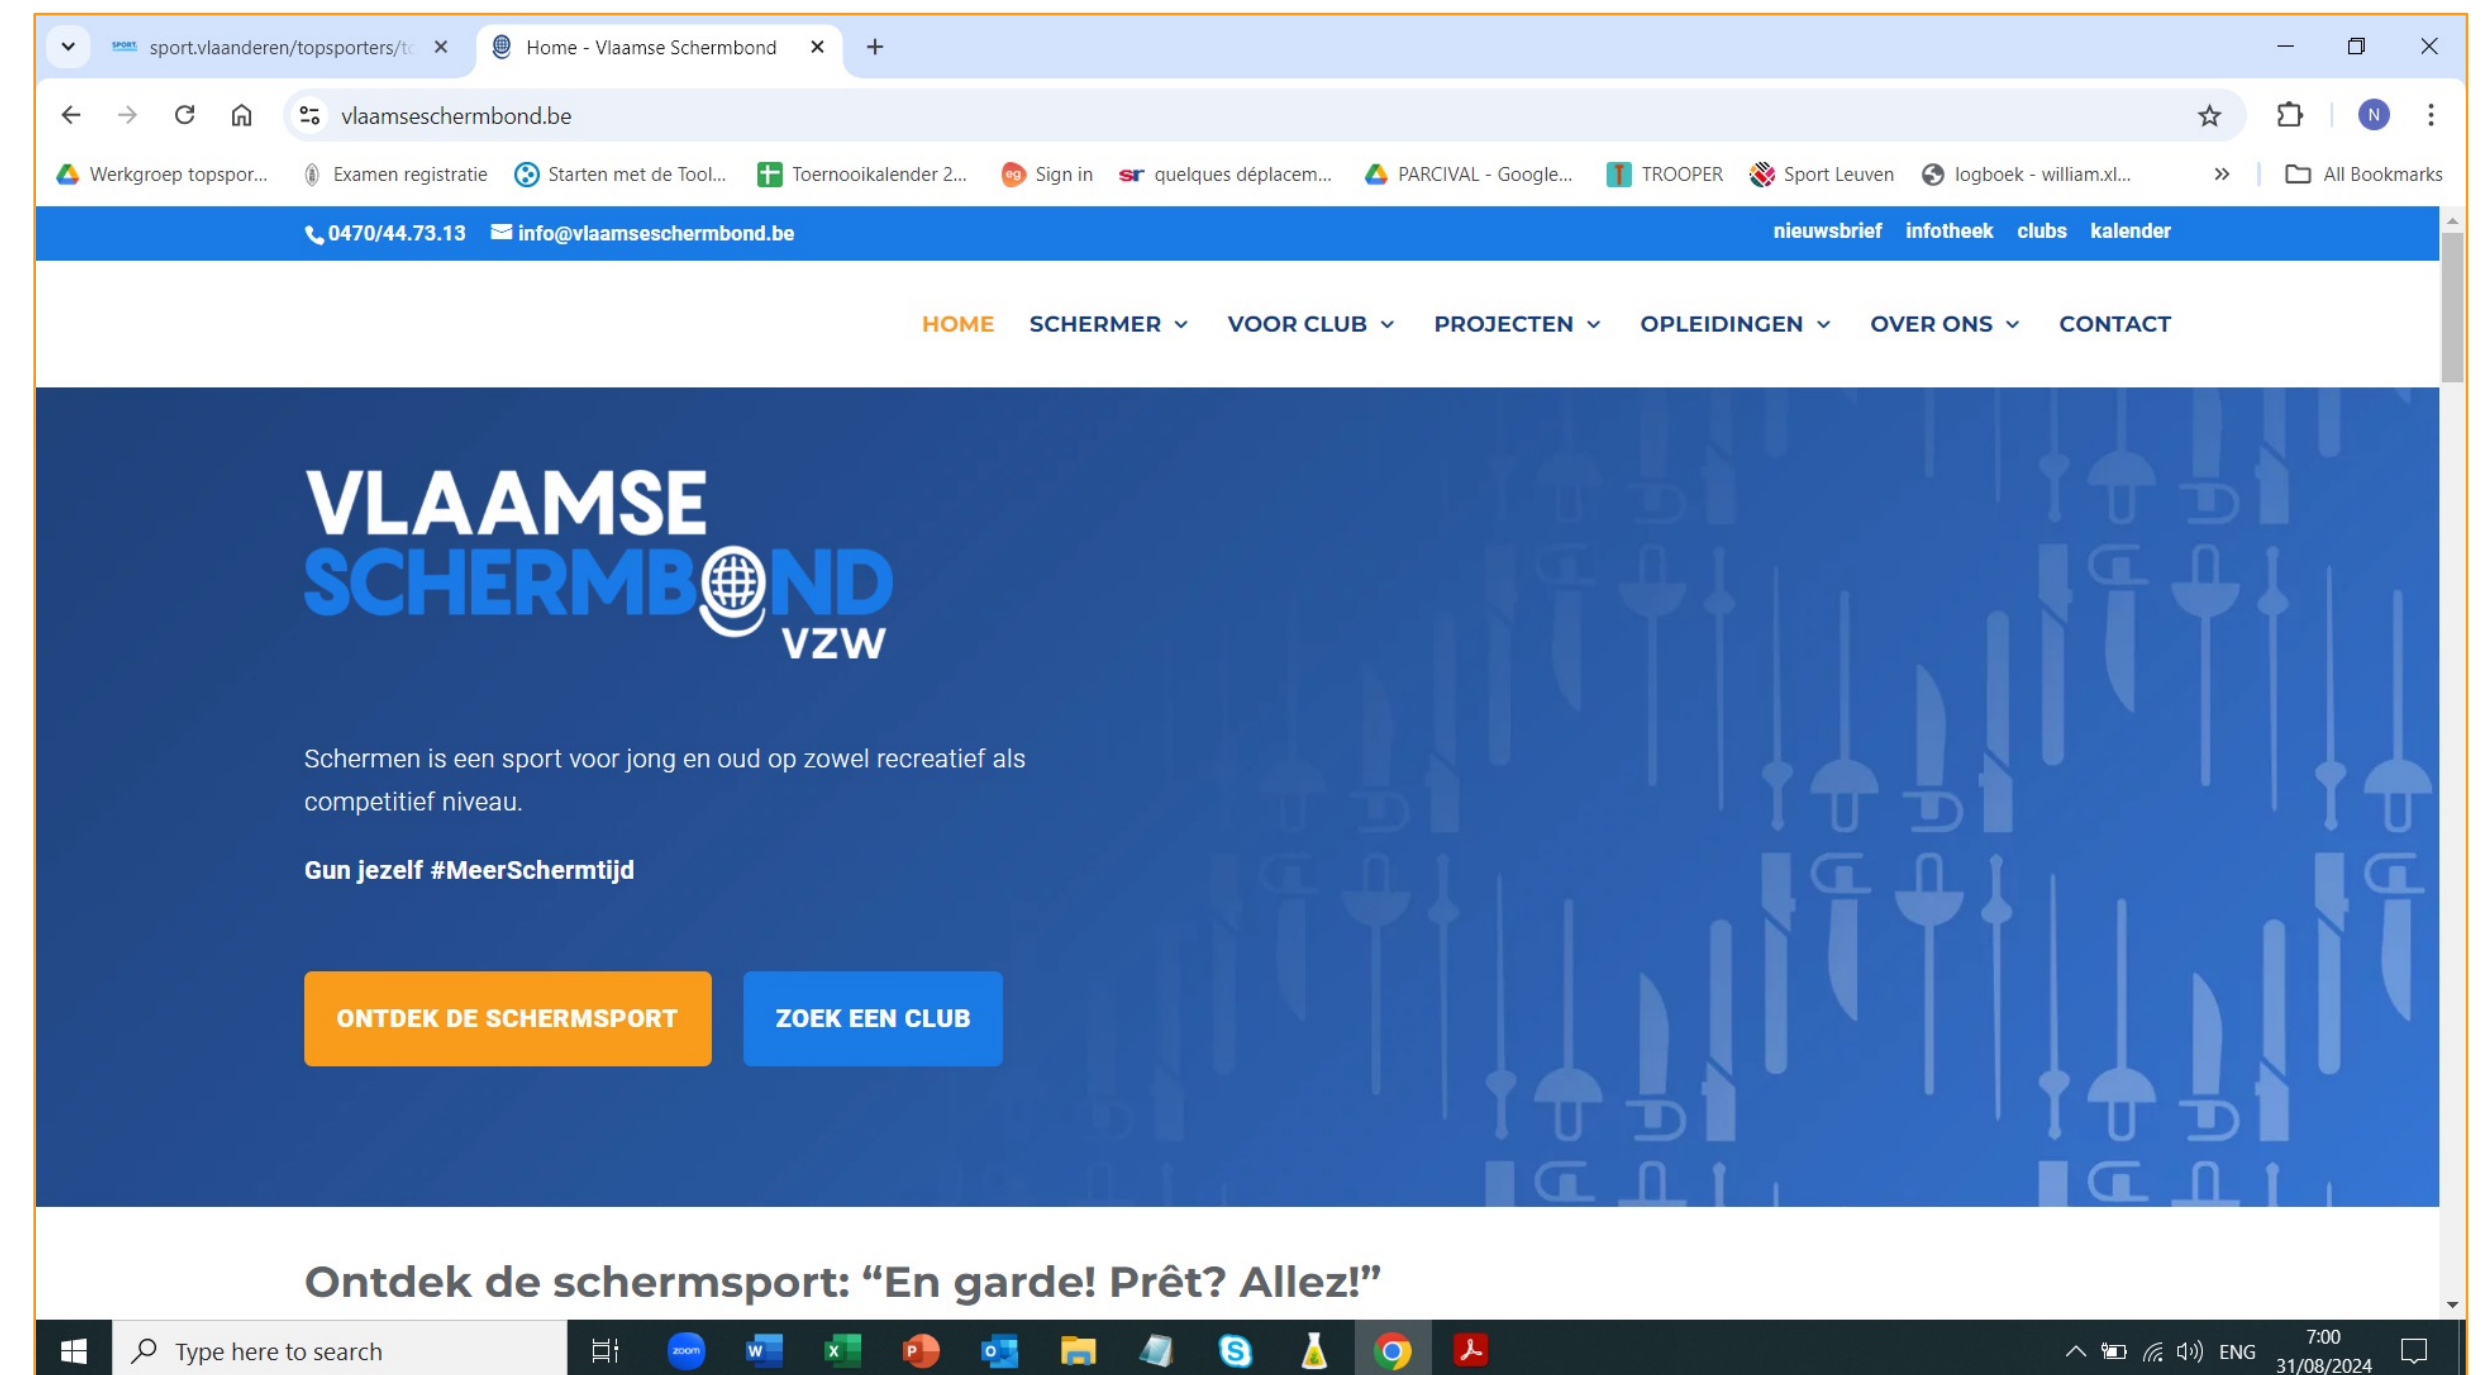 sport.vlaanderen/topsporters/to
Home - Vlaamse Schermbond
vlaamseschermbond.be
N
Werkgroep topspor...
Examen registratie
Starten met de Tool...
Toernooikalender 2...
eg Sign in
sr quelques déplacem...
PARCIVAL - Google...
TROOPER
Sport Leuven
logboek - william.xl...
All Bookmarks
0470/44.73.13 info@vlaamseschermbond.be
nieuwsbrief infotheek clubs kalender
HOME SCHERMER VOOR CLUB PROJECTEN OPLEIDINGEN OVER ONS CONTACT
VLAAMSE
SCHERMBOND
VZW
Schermen is een sport voor jong en oud op zowel recreatief als
competitief niveau.
Gun jezelf #MeerSchermtijd
ONTDEK DE SCHERMSPORT
ZOEK EEN CLUB
Ontdek de schermsport: “En garde! Prêt? Allez!”
Type here to search
zoom
ENG
7:00
31/08/2024